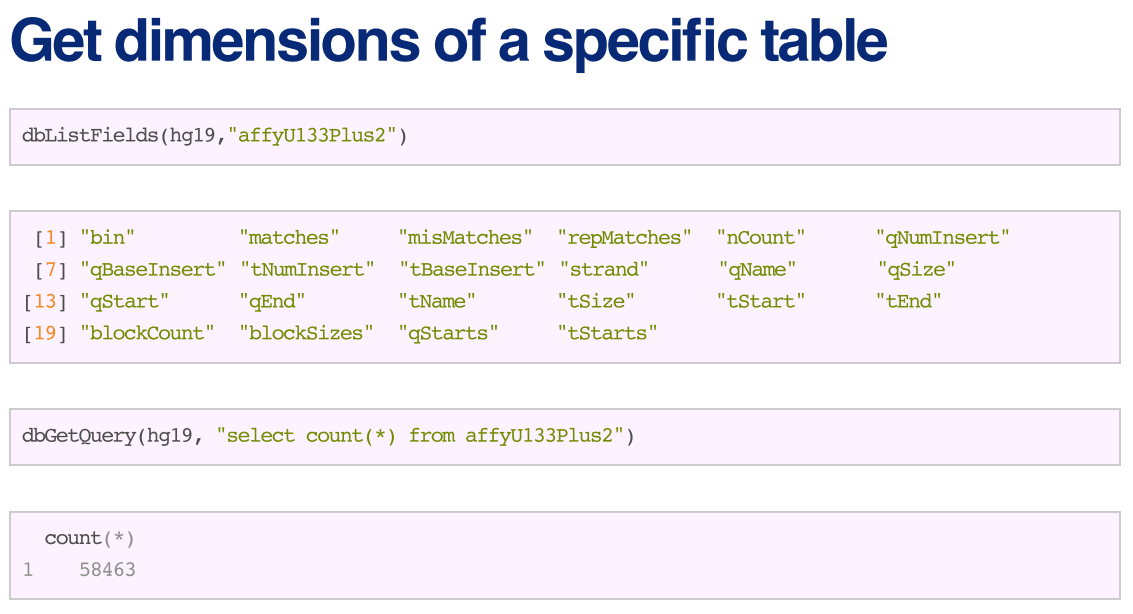 Get dimensions of a specific table
dbListFields(hg19,"affyU133Plus2")
[1] "bin" "matches" "misMatches" "repMatches" "nCount" "qNumInsert"
[7] "qBaseInsert" "tNumInsert" "tBaseInsert" "strand" "qName" "qSize"
[13] "qStart" "qEnd" "tName" "tSize" "tStart" "tEnd"
[19] "blockCount" "blockSizes" "qStarts" "tStarts"
dbGetQuery(hg19, "select count(*) from affyU133Plus2")
count(*)
1 58463